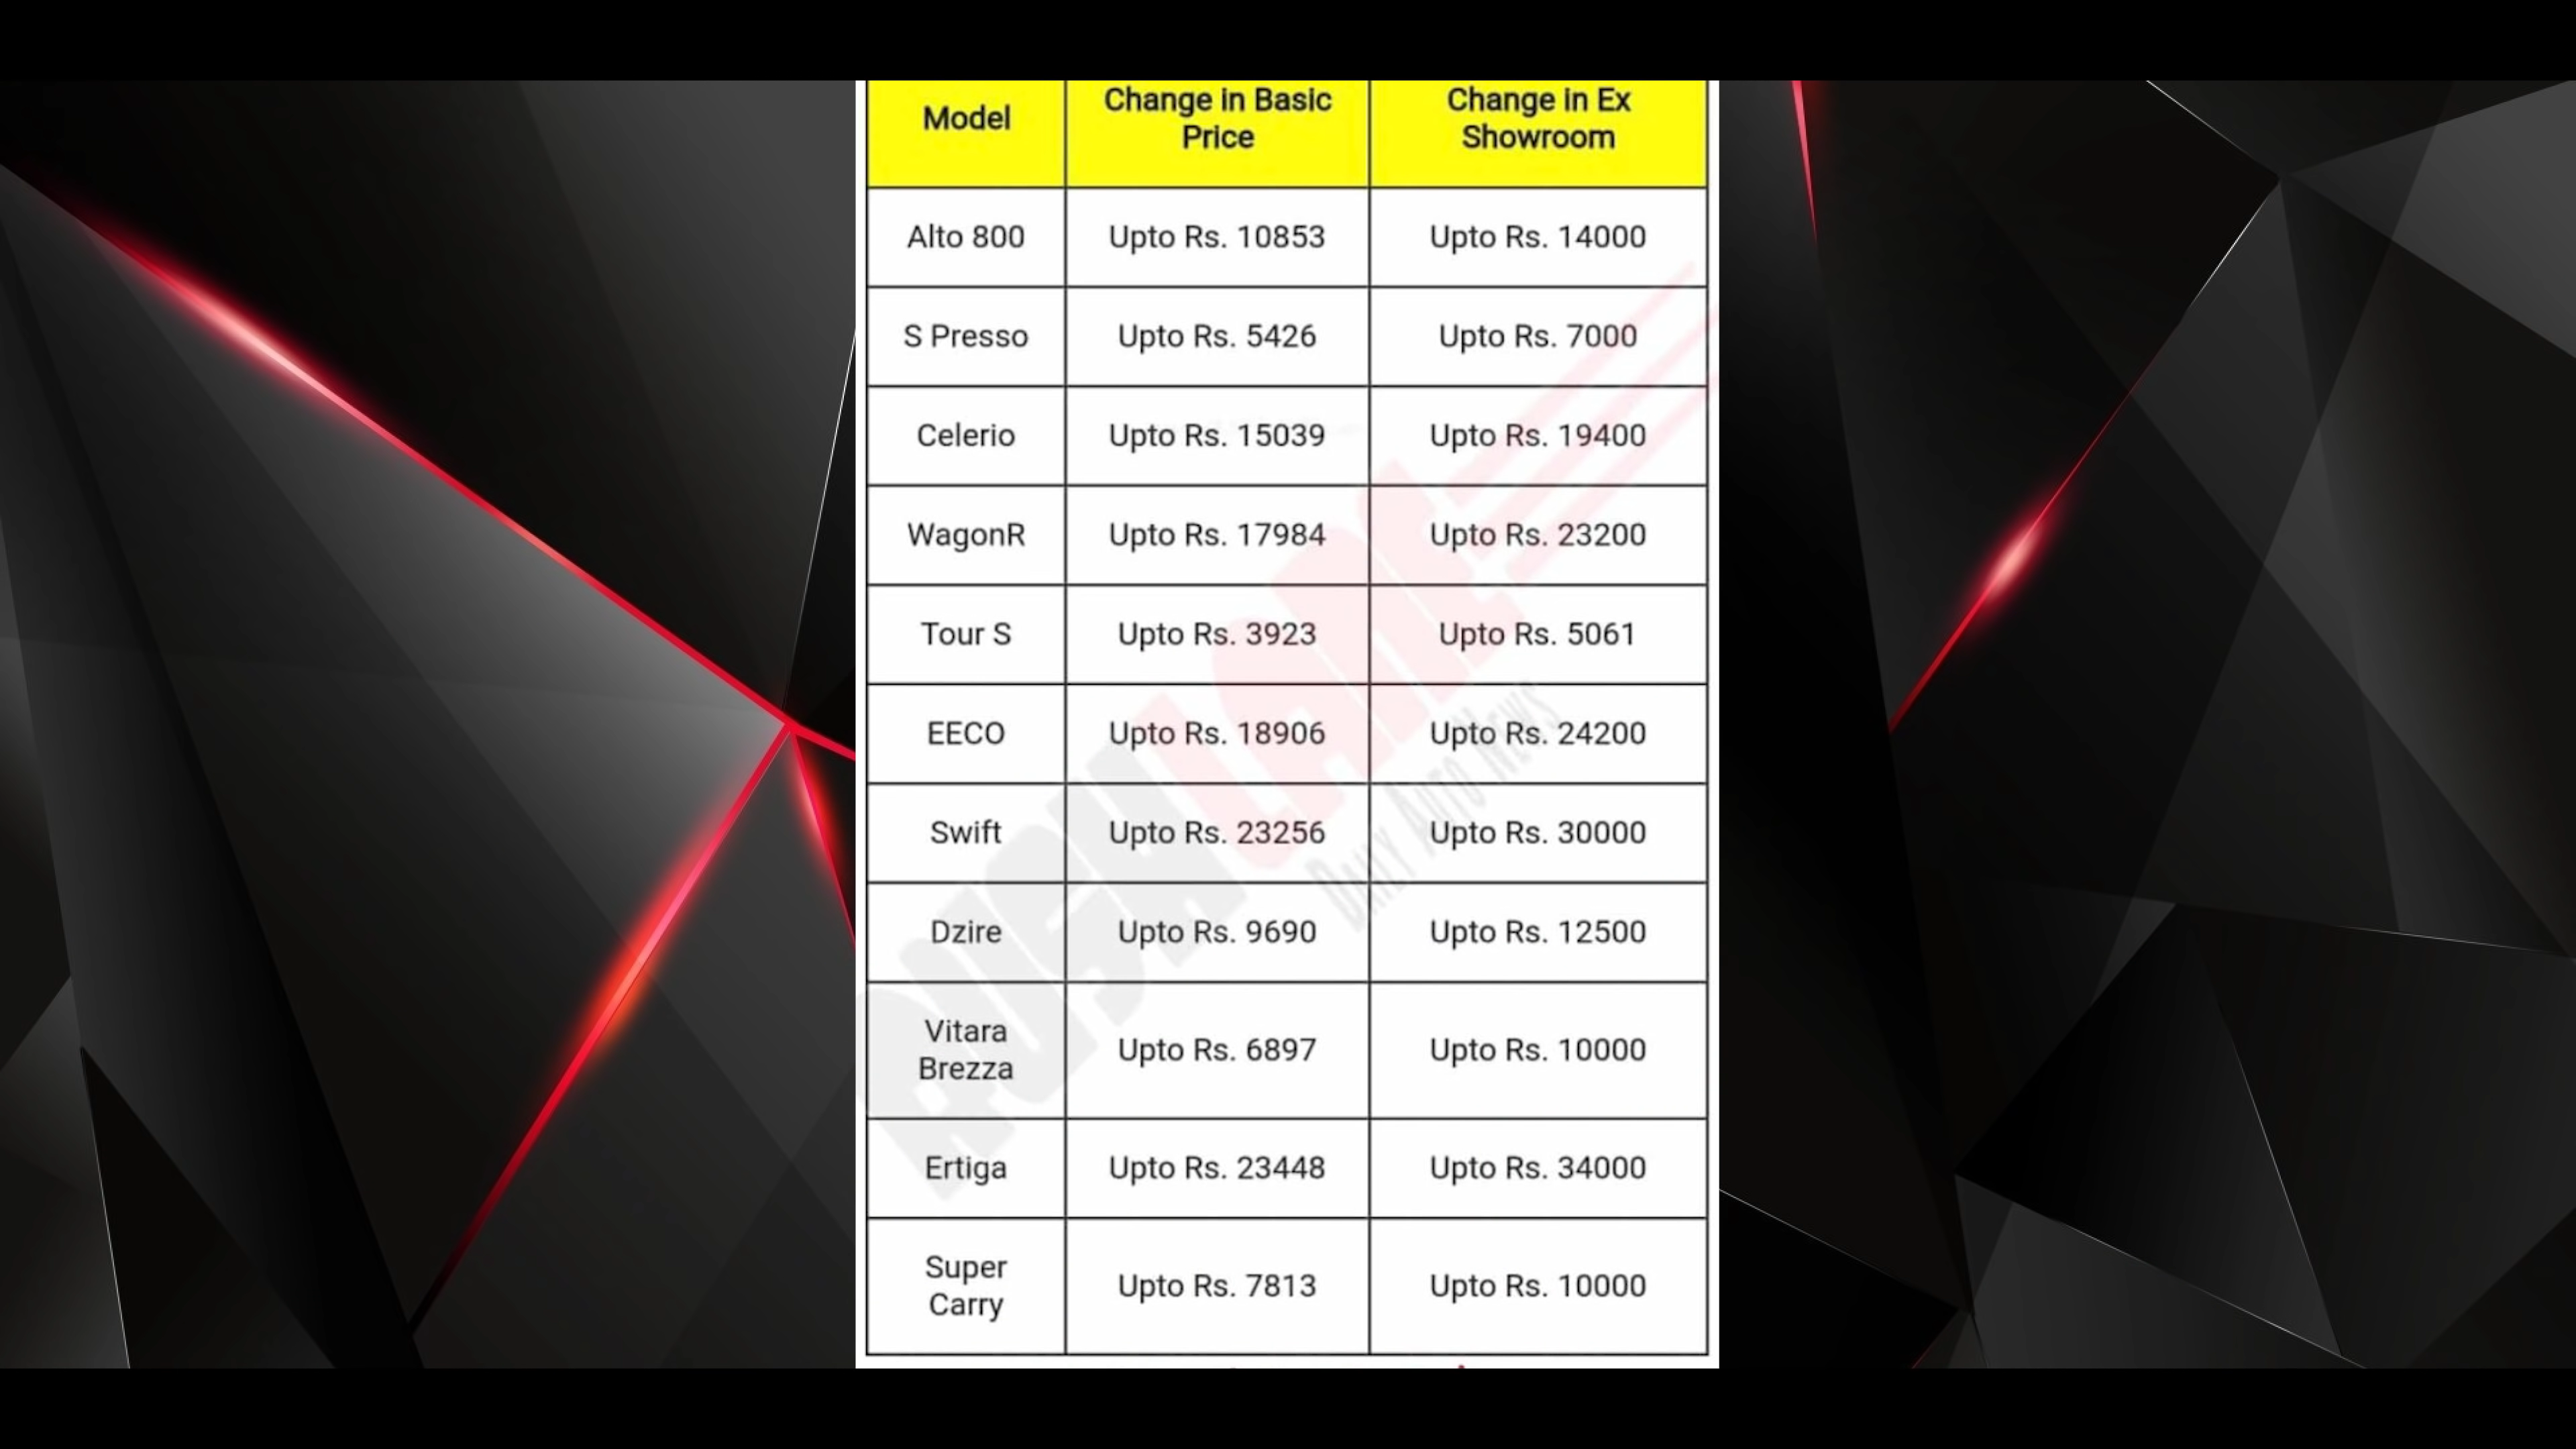 Model
Change in Basic
Price
Change in Ex
Showroom
Alto 800
Upto Rs. 10853
Upto Rs. 14000
S Presso
Upto Rs. 5426
Upto Rs. 7000
Celerio
Upto Rs. 15039
Upto Rs. 19400
WagonR
Upto Rs. 17984
Upto Rs. 23200
Tour S
Upto Rs. 3923
Upto Rs. 5061
EECO
Upto Rs. 18906
Upto Rs. 24200
Swift
Upto Rs. 23256
Upto Rs. 30000
Dzire
Upto Rs. 9690
Upto Rs. 12500
Vitara
Brezza
Upto Rs. 6897
Upto Rs. 10000
Ertiga
Upto Rs. 23448
Upto Rs. 34000
Super
Carry
Upto Rs. 7813
Upto Rs. 10000
RUSHLANE
DAILY AUTO NEWS